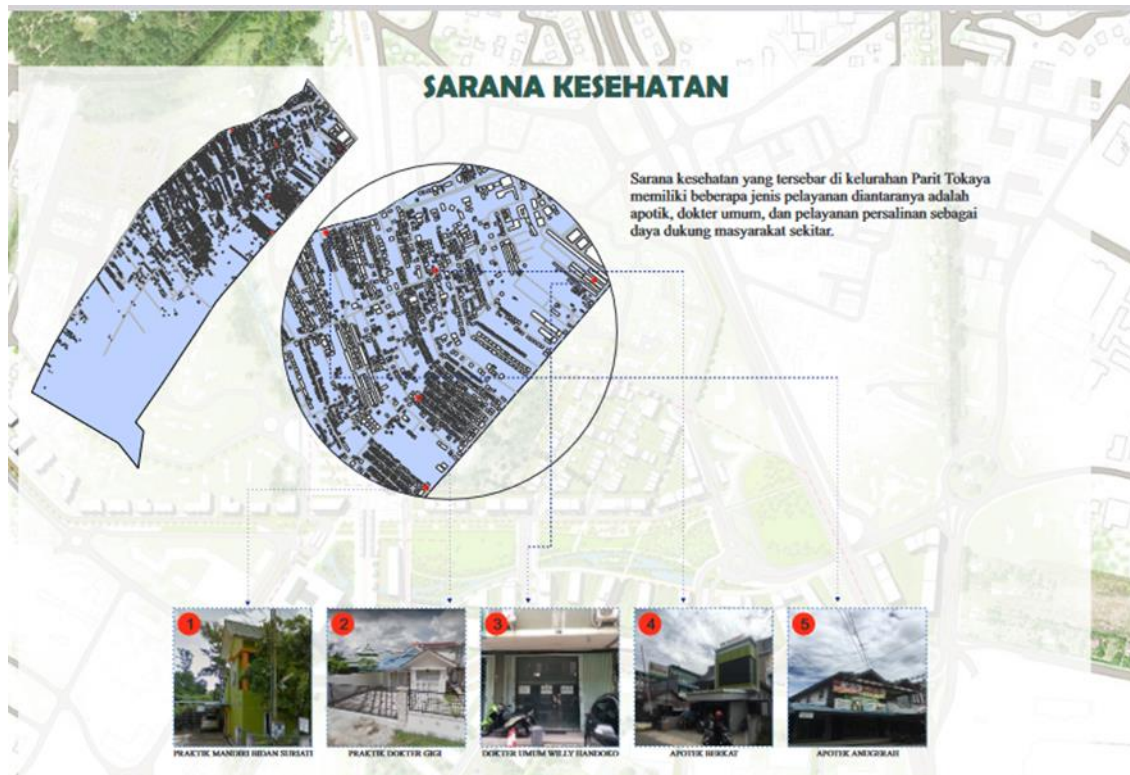 SARANA KESEHATAN
Sarana kesehatan yang tersebar di kelurahan Parit Tokaya
memiliki beberapa jenis pelayanan diantaranya adalah
apotik, dokter umum, dan pelayanan persalinan sebagai
daya dukung masyarakat sekitar.
1
2
3
4
5
PRAKTIK MANDIRI BIDAN SURIATI
PRAKTIK DOKTER GIGI
DOKTER UMUM WILLY HANDOKO
APOTEK BERKAT
APOTEK ANUGERAH